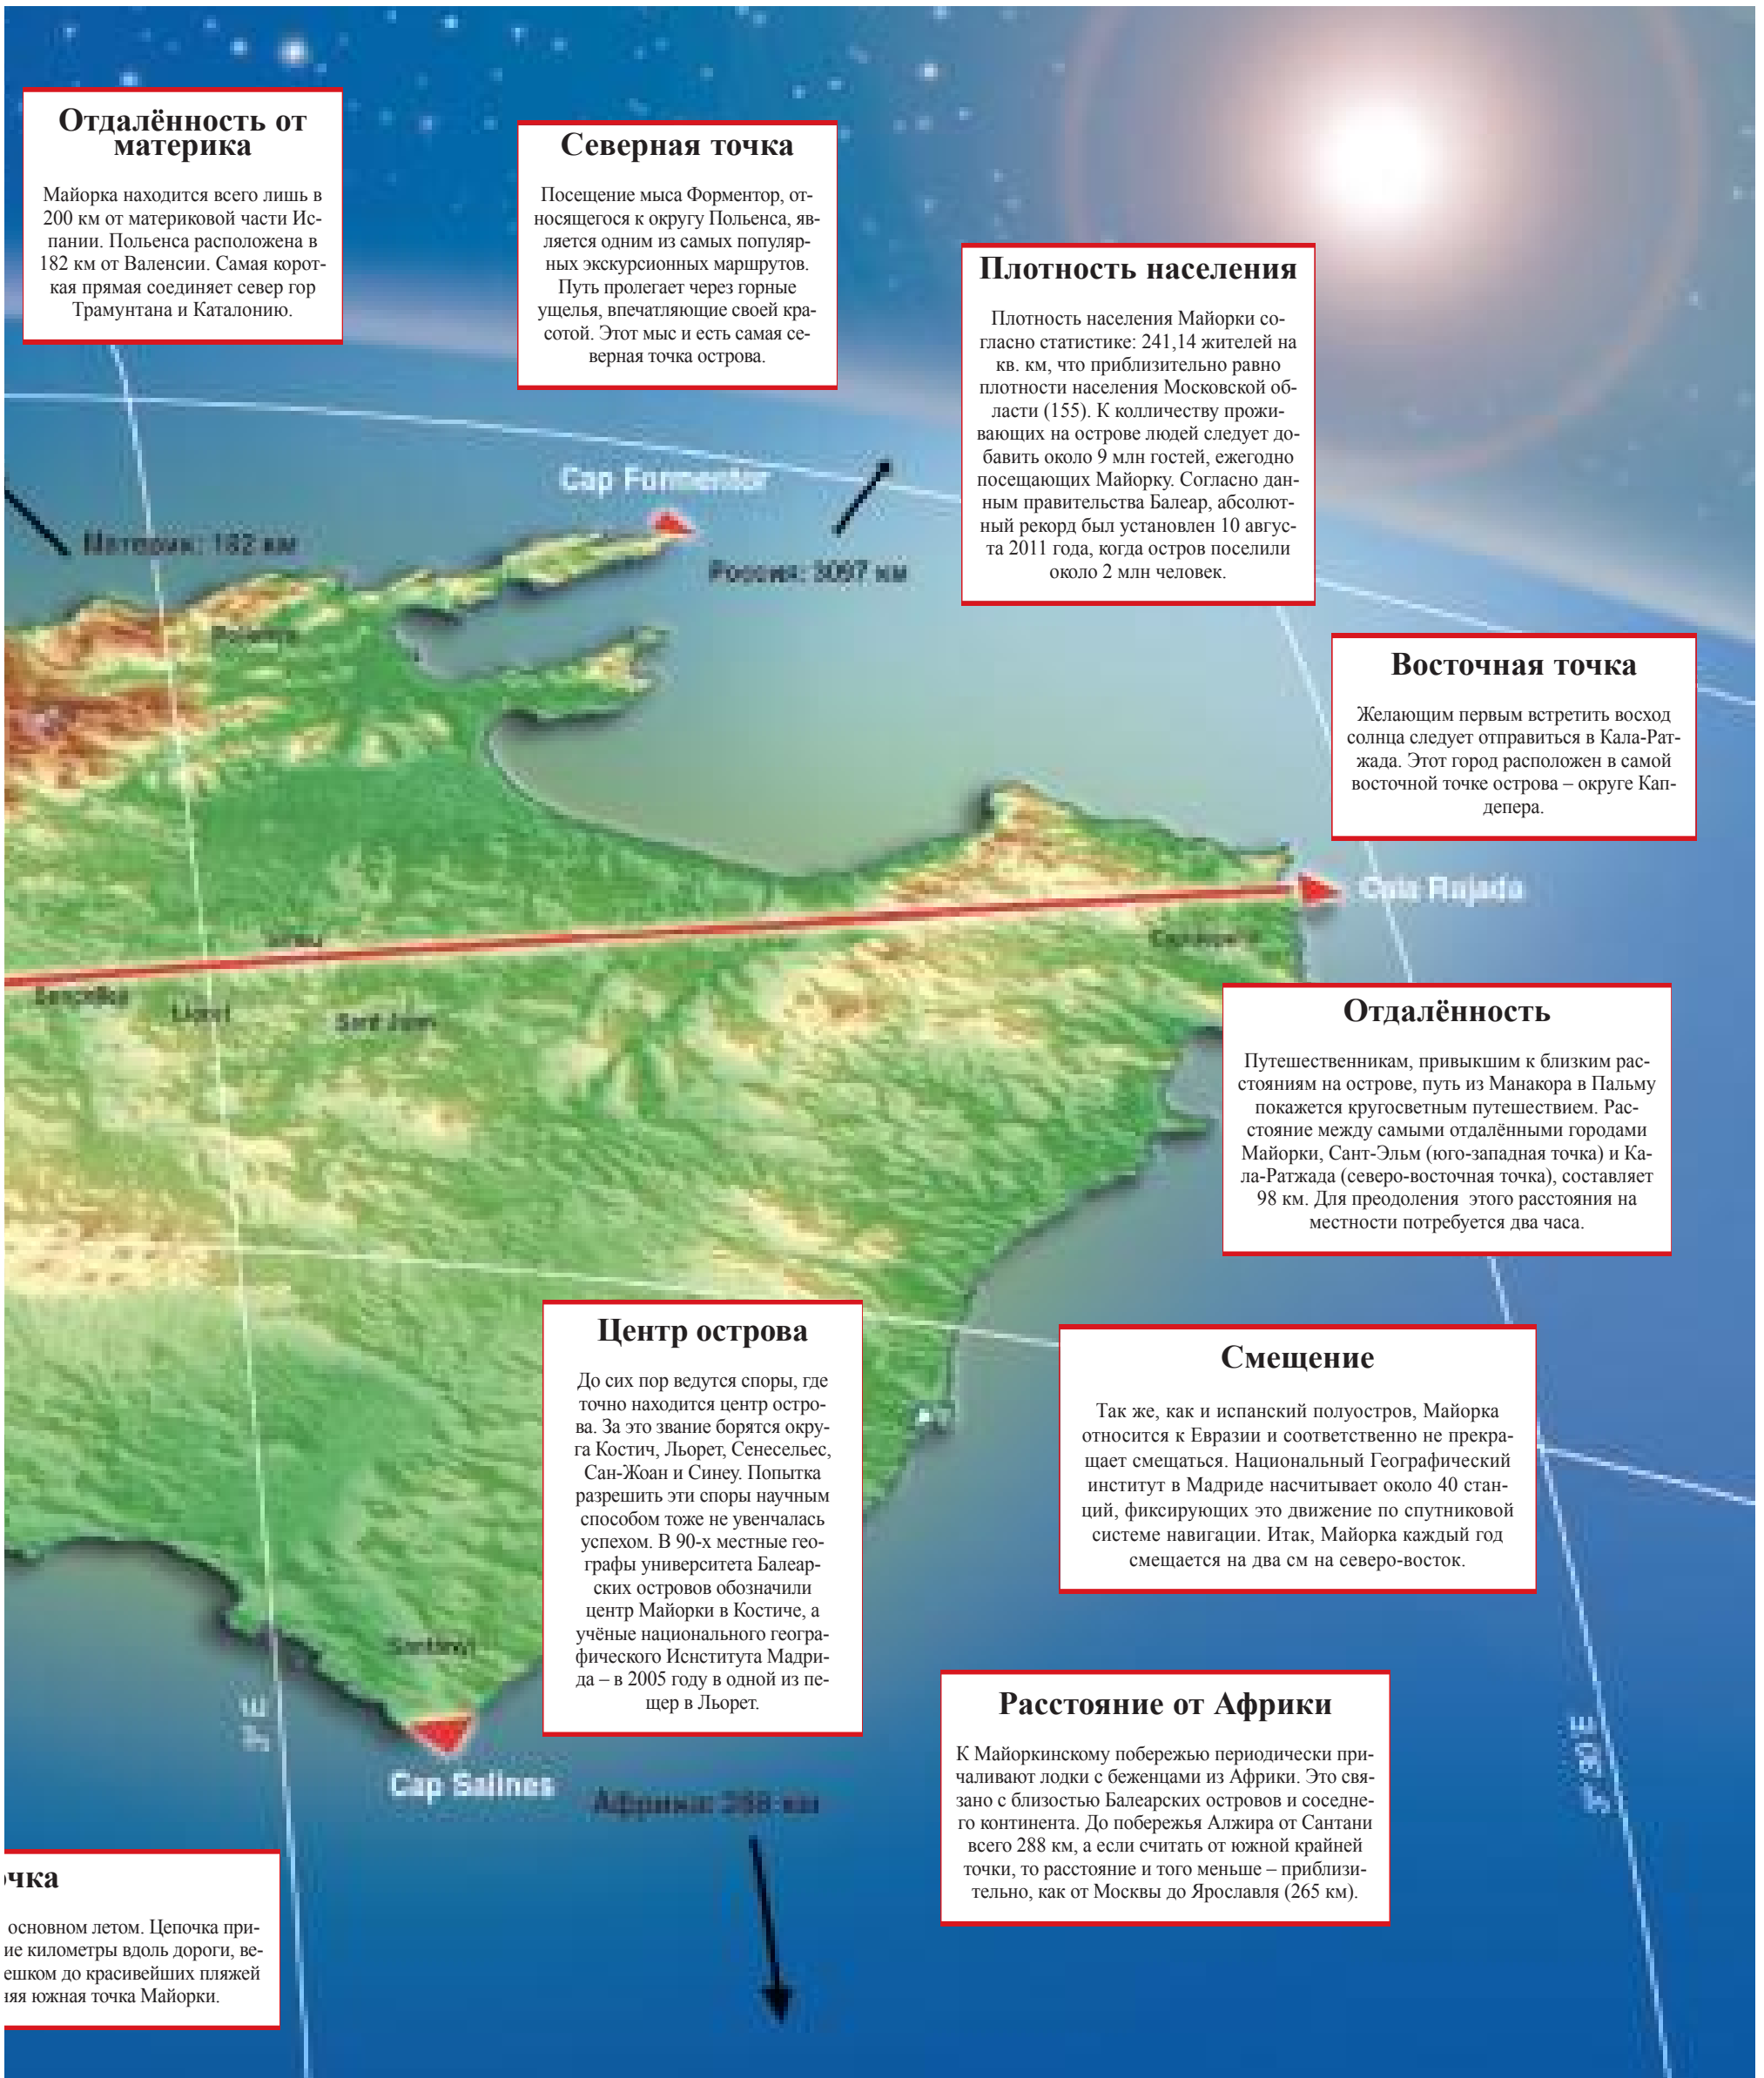 Отдалённость от
материка
Майорка находится всего лишь в
200 км от материковой части Ис-
пании. Польенса расположена в
182 км от Валенсии. Самая корот-
кая прямая соединяет север гор
Трамунтана и Каталонию.
Северная точка
Посещение мыса Форментор, от-
носящегося к округу Польенса, яв-
ляется одним из самых популяр-
ных экскурсионных маршрутов.
Путь пролегает через горные
ущелья, впечатляющие своей кра-
сотой. Этот мыс и есть самая се-
верная точка острова.
Плотность населения
Плотность населения Майорки со-
гласно статистике: 241,14 жителей на
кв. км, что приблизительно равно
плотности населения Московской об-
ласти (155). К колличеству прожи-
вающих на острове людей следует до-
бавить около 9 млн гостей, ежегодно
посещающих Майорку. Согласно дан-
ным правительства Балеар, абсолют-
ный рекорд был установлен 10 авгус-
та 2011 года, когда остров поселили
около 2 млн человек.
Cap Formentor
Материк: 182 км
Россия: 3097 км
Восточная точка
Желающим первым встретить восход
солнца следует отправиться в Кала-Рат-
жада. Этот город расположен в самой
восточной точке острова – округе Кап-
депера.
Cala Rajada
Lloret
Sant Joan
Отдалённость
Путешественникам, привыкшим к близким рас-
стояниям на острове, путь из Манакора в Пальму
покажется кругосветным путешествием. Рас-
стояние между самыми отдалёнными городами
Майорки, Сант-Эльм (юго-западная точка) и Ка-
ла-Ратжада (северо-восточная точка), составляет
98 км. Для преодоления этого расстояния на
местности потребуется два часа.
Центр острова
До сих пор ведутся споры, где
точно находится центр остро-
ва. За это звание борятся окру-
га Костич, Льорет, Сенесельес,
Сан-Жоан и Синеу. Попытка
разрешить эти споры научным
способом тоже не увенчалась
успехом. В 90-х местные гео-
графы университета Балеар-
ских островов обозначили
центр Майорки в Костиче, а
учёные национального геогра-
фического Иснститута Мадри-
да – в 2005 году в одной из пе-
щер в Льорет.
Смещение
Так же, как и испанский полуостров, Майорка
относится к Евразии и соответственно не прекра-
щает смещаться. Национальный Географический
институт в Мадриде насчитывает около 40 стан-
ций, фиксирующих это движение по спутниковой
системе навигации. Итак, Майорка каждый год
смещается на два см на северо-восток.
Santanyí
3° E
Cap Salines
Африка: 288 км
3° 30' E
Расстояние от Африки
К Майоркинскому побережью периодически при-
чаливают лодки с беженцами из Африки. Это свя-
зано с близостью Балеарских островов и соседне-
го континента. До побережья Алжира от Сантани
всего 288 км, а если считать от южной крайней
точки, то расстояние и того меньше – приблизи-
тельно, как от Москвы до Ярославля (265 км).
очка
основном летом. Цепочка при-
ие километры вдоль дороги, ве-
ешком до красивейших пляжей
няя южная точка Майорки.